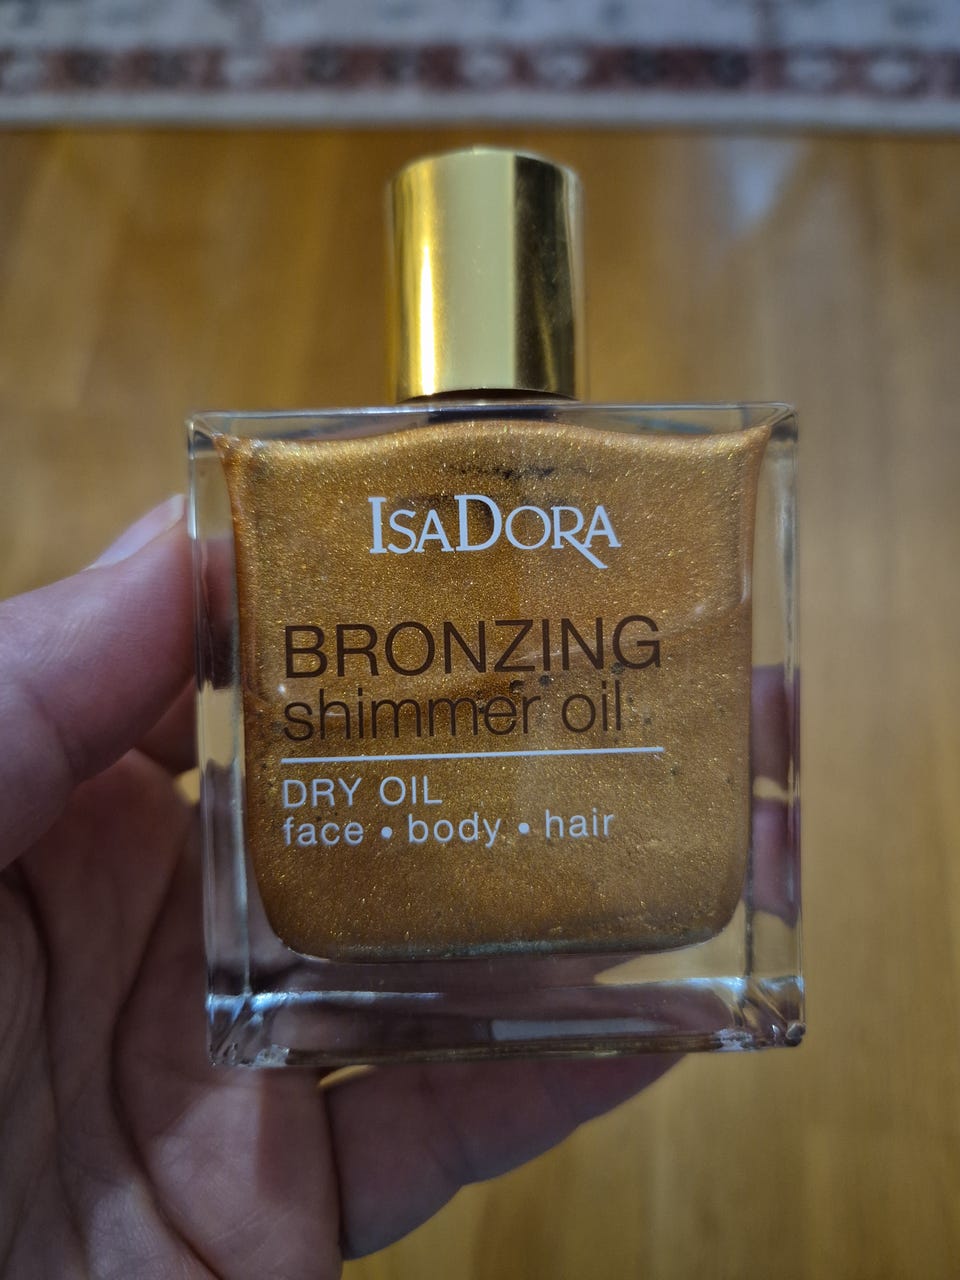 ISADORA
BRONZING
shimmer oil
DRY OIL
face • body • hair